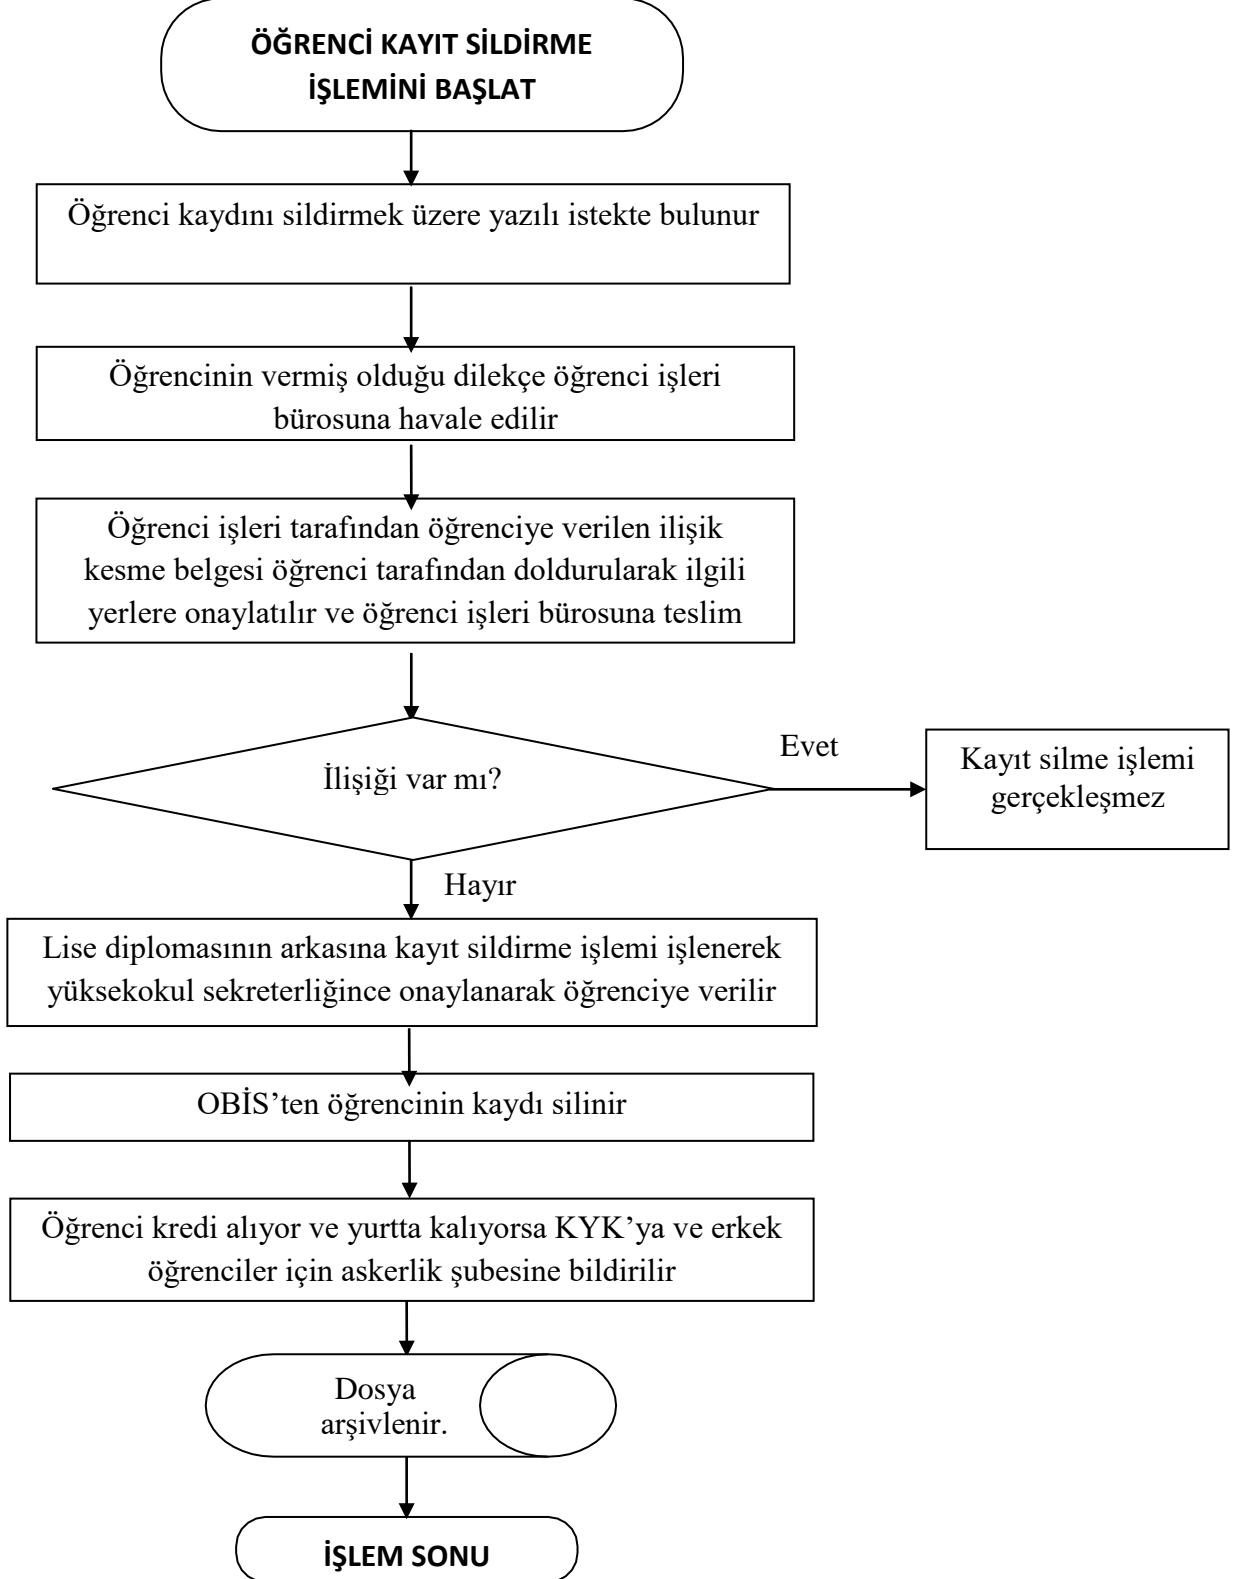 ÖĞRENCİ KAYIT SİLDİRME
İŞLEMİNİ BAŞLAT
Öğrenci kaydını sildirmek üzere yazılı istekte bulunur
Öğrencinin vermiş olduğu dilekçe öğrenci işleri
bürosuna havale edilir
Öğrenci işleri tarafından öğrenciye verilen ilişik
kesme belgesi öğrenci tarafından doldurularak ilgili
yerlere onaylatılır ve öğrenci işleri bürosuna teslim
İlişiği var mı?
Evet
Kayıt silme işlemi
gerçekleşmez
Hayır
Lise diplomasının arkasına kayıt sildirme işlemi işlenerek
yüksekokul sekreterliğince onaylanarak öğrenciye verilir
OBİS’ten öğrencinin kaydı silinir
Öğrenci kredi alıyor ve yurtta kalıyorsa KYK’ya ve erkek
öğrenciler için askerlik şubesine bildirilir
Dosya
arşivlenir.
İŞLEM SONU